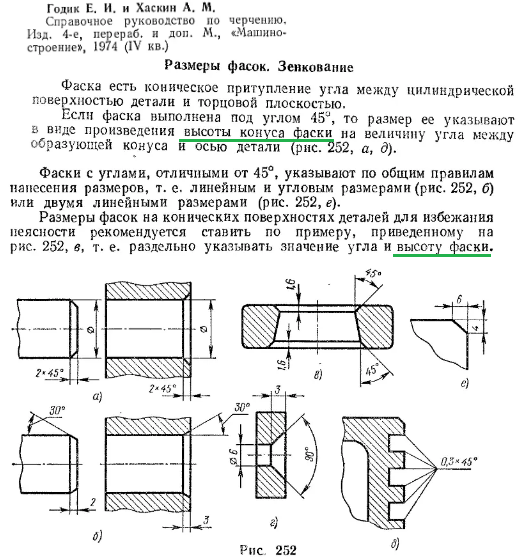 Годик Е. И. и Хаскин А. М.
Справочное руководство по черчению.
Изд. 4-е, перераб. и доп. М., «Машино-
строение», 1974 (IV кв.)
Размеры фасок. Зенкование
Фаска есть коническое притупление угла между цилиндрической
поверхностью детали и торцовой плоскостью.
Если фаска выполнена под углом 45°, то размер ее указывают
в виде произведения высоты конуса фаски на величину угла между
образующей конуса и осью детали (рис. 252, а, д).
Фаски с углами, отличными от 45°, указывают по общим правилам
нанесения размеров, т. е. линейным и угловым размерами (рис. 252, б)
или двумя линейными размерами (рис. 252, е).
Размеры фасок на конических поверхностях деталей для избежания
неясности рекомендуется ставить по примеру, приведенному на
рис. 252, в, т. е. раздельно указывать значение угла и высоту фаски.
1,6
45°
6
4
Ø
Ø
2×45°
2×45°
а)
1,6
45°
в)
е)
30°
30°
3
Ø 6
90°
0,3×45°
2
3
б)
г)
д)
Рис. 252